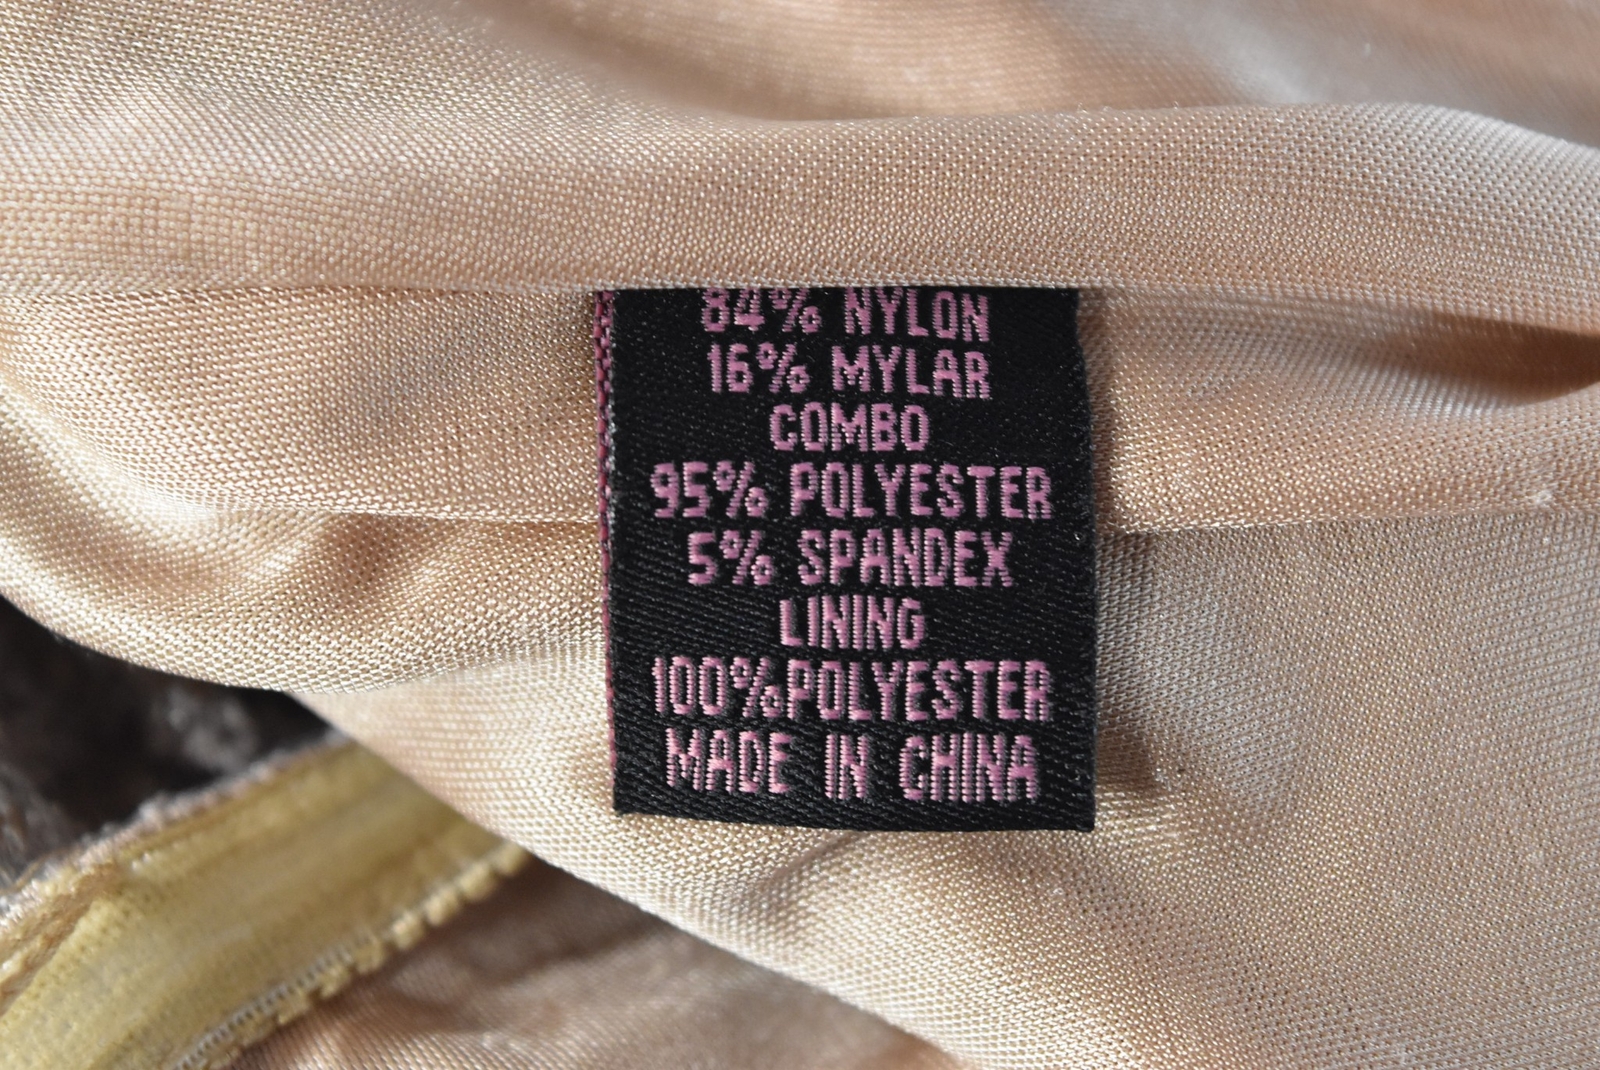 84% NYLON
16% MYLAR
COMBO
95% POLYESTER
5% SPANDEX
LINING
100%POLYESTER
MADE IN CHINA